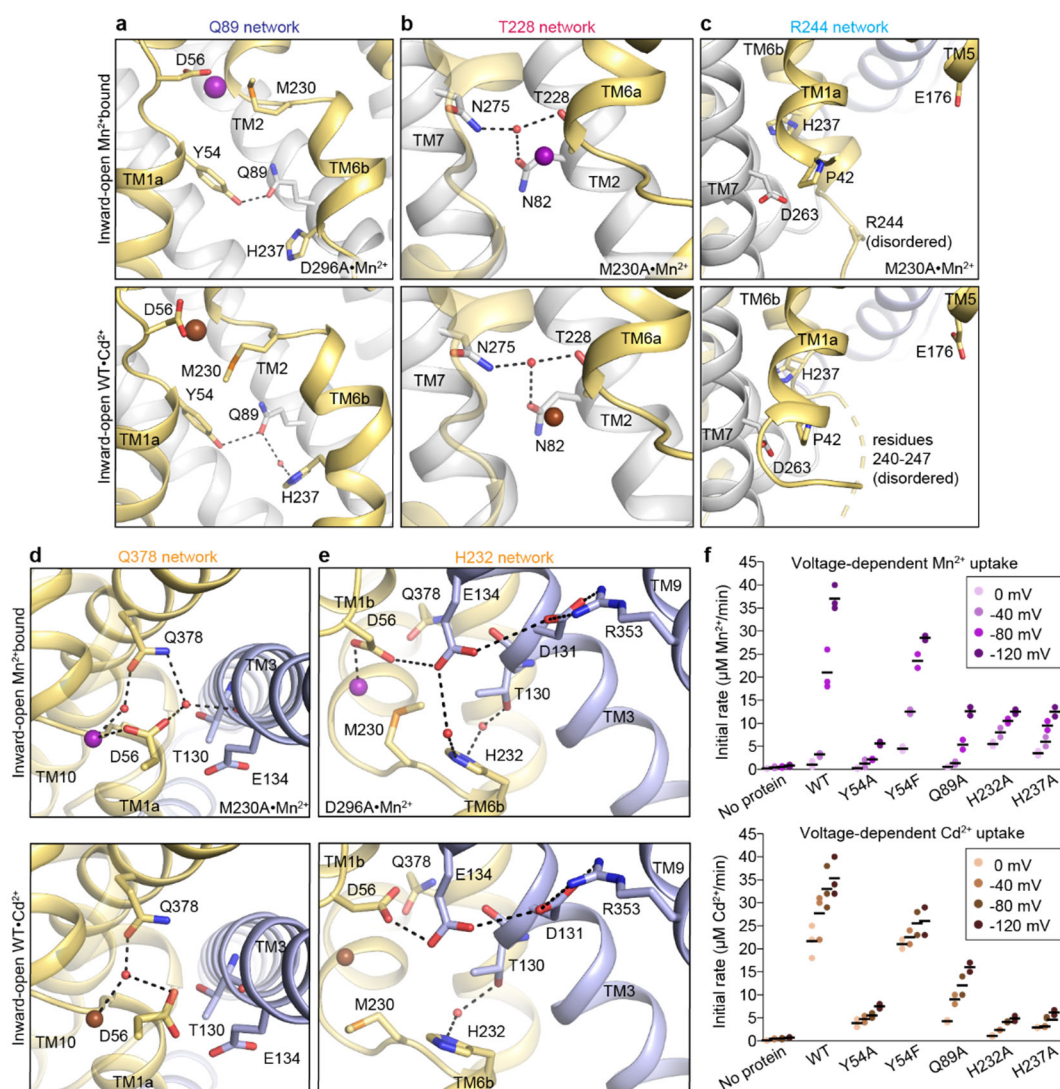 a Q89 network
b T228 network
c R244 network
Inward-open Mn²⁺bound
D56
M230
TM2
Y54
Q89
TM1a
TM6b
H237
D296A•Mn²⁺
N275
T228
TM6a
TM7
TM2
N82
M230A•Mn²⁺
TM6b
TM5
TM1a
E176
H237
P42
TM7
D263
R244
(disordered)
M230A•Mn²⁺
Inward-open WT•Cd²⁺
D56
M230
TM2
Y54
Q89
TM6b
TM1a
H237
N275
T228
TM6a
TM7
TM2
N82
TM6b
TM5
TM1a
E176
H237
TM7
P42
D263
residues
240-247
(disordered)
d Q378 network
e H232 network
f
Inward-open Mn²⁺bound
Q378
TM3
D56
T130
TM10
E134
TM1a
M230A•Mn²⁺
TM1b
Q378
E134
TM9
D56
R353
D131
T130
M230
TM3
H232
D296A•Mn²⁺
TM6b
Inward-open WT•Cd²⁺
Q378
TM3
D56
T130
TM10
E134
TM1a
TM1b
Q378
E134
TM9
D56
R353
D131
T130
M230
TM3
H232
TM6b
Voltage-dependent Mn²⁺ uptake
Initial rate (µM Mn²⁺/min)
45
40
35
30
25
20
15
10
5
0
0 mV
-40 mV
-80 mV
-120 mV
No protein
WT
Y54A
Y54F
Q89A
H232A
H237A
Voltage-dependent Cd²⁺ uptake
Initial rate (µM Cd²⁺/min)
45
40
35
30
25
20
15
10
5
0
0 mV
-40 mV
-80 mV
-120 mV
No protein
WT
Y54A
Y54F
Q89A
H232A
H237A